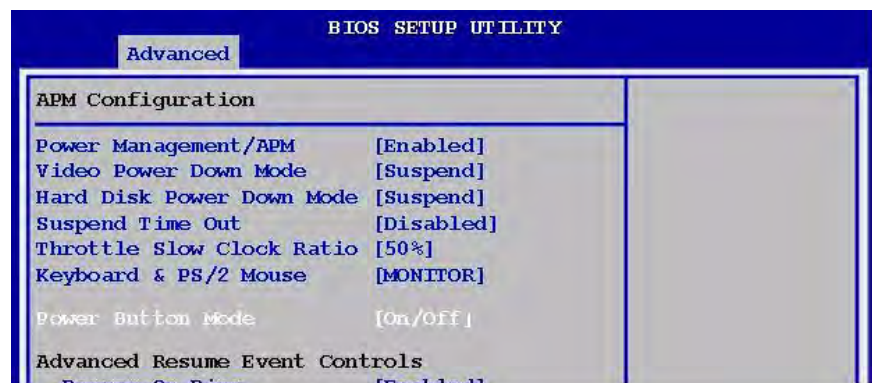 BIOS SETUP UTILITY
Advanced
APM Configuration
Power Management/APM [Enabled]
Video Power Down Mode [Suspend]
Hard Disk Power Down Mode [Suspend]
Suspend Time Out [Disabled]
Throttle Slow Clock Ratio [50%]
Keyboard & PS/2 Mouse [MONITOR]
Power Button Mode [On/Off]
Advanced Resume Event Controls